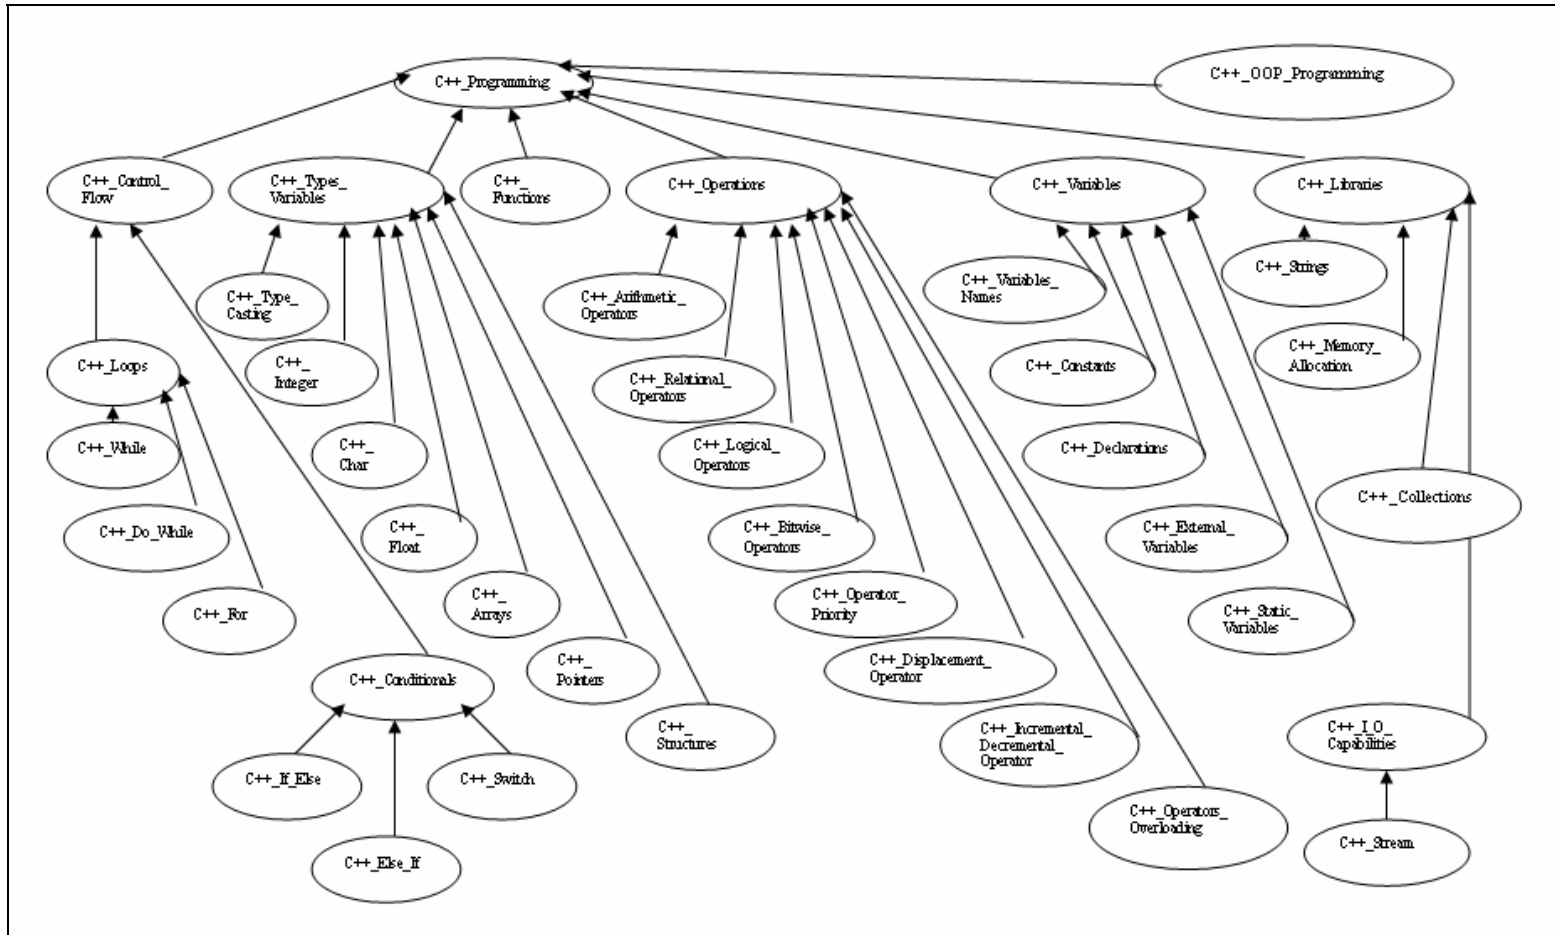 C++_Programming
C++_OOP_Programming
C++_Control_
Flow
C++_Types_
Variables
C++_
Functions
C++_Operations
C++_Variables
C++_Libraries
C++_Type_
Casting
C++_Arithmetic_
Operators
C++_Variables_
Names
C++_Strings
C++_Loops
C++_
Integer
C++_Relational_
Operators
C++_Constants
C++_Memory_
Allocation
C++_While
C++_
Char
C++_Logical_
Operators
C++_Declarations
C++_Collections
C++_Do_While
C++_
Float
C++_Bitwise_
Operators
C++_External_
Variables
C++_For
C++_
Arrays
C++_Operator_
Priority
C++_Static_
Variables
C++_Conditionals
C++_
Pointers
C++_Displacement_
Operator
C++_
Structures
C++_Incremental_
Decremental_
Operator
C++_I_O_
Capabilities
C++_If_Else
C++_Switch
C++_Operators_
Overloading
C++_Stream
C++_Else_If